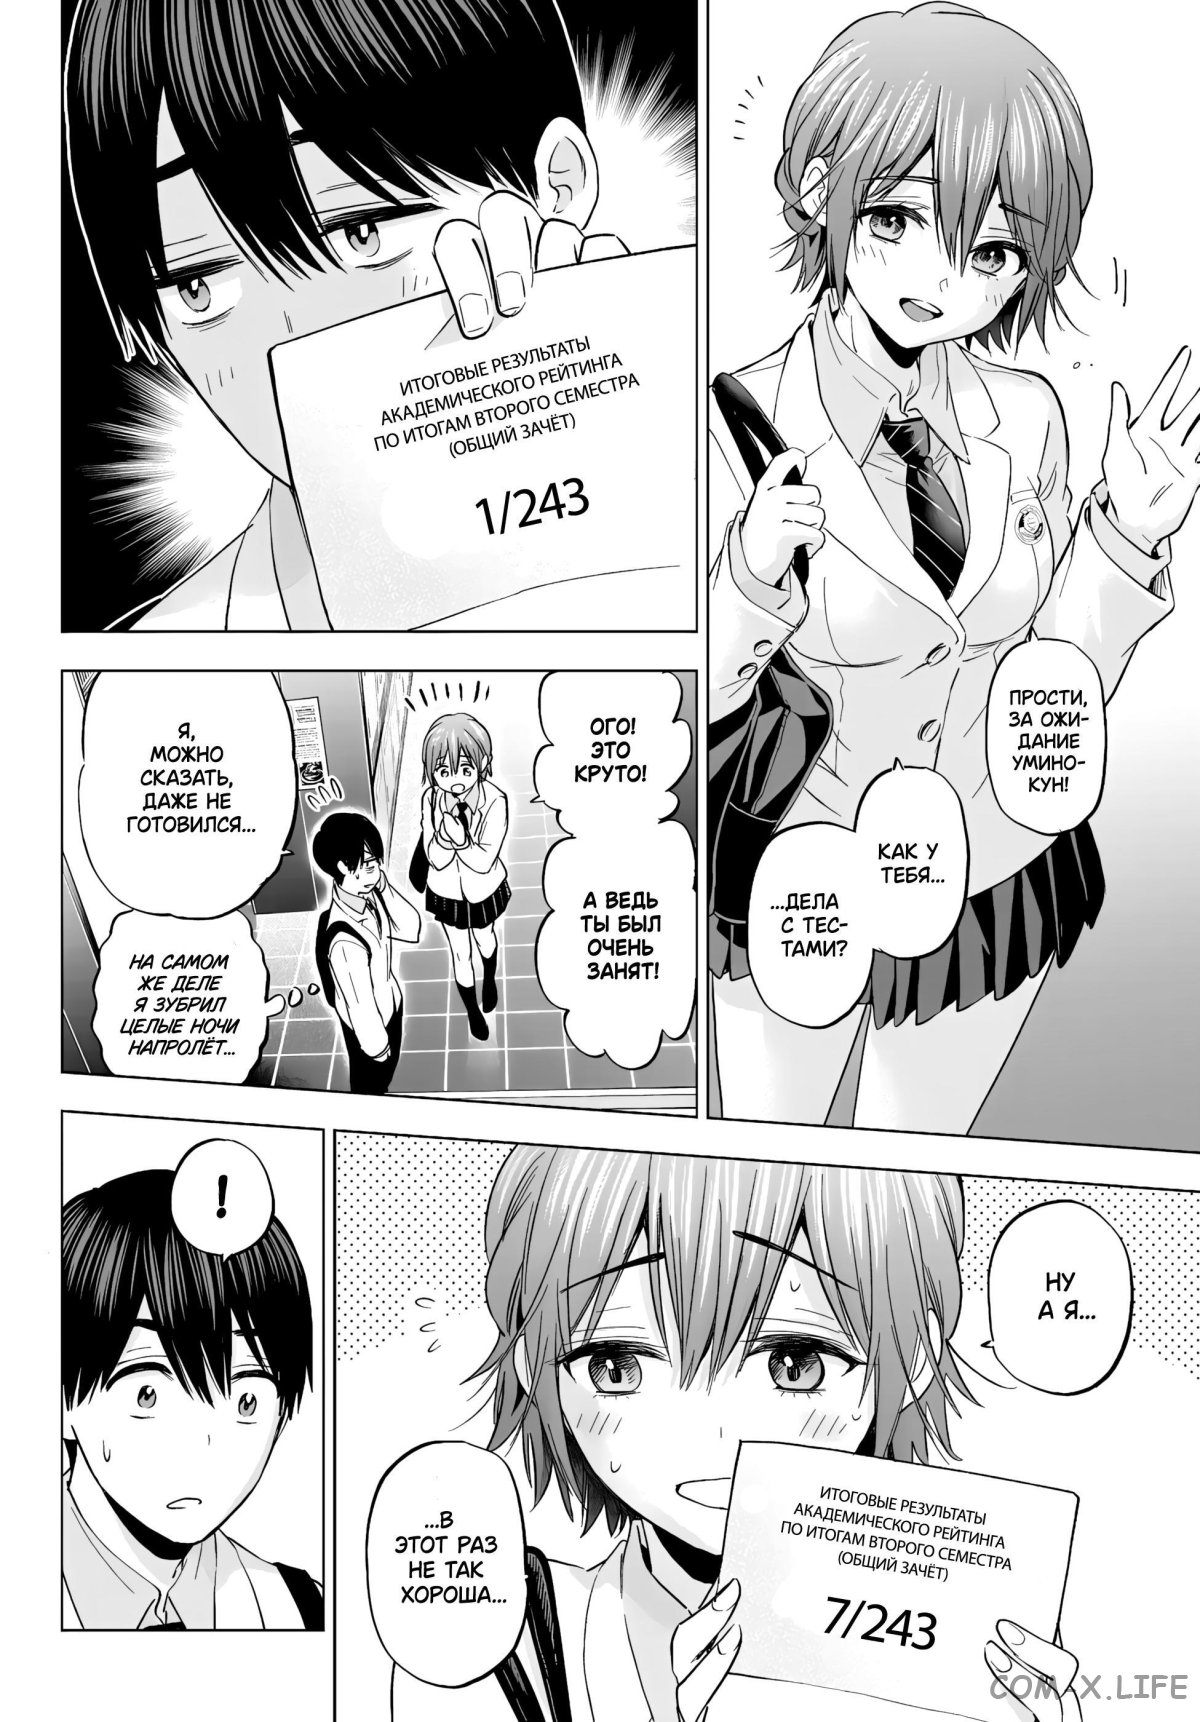 ПРОСТИ,
ЗА ОЖИ-
ДАНИЕ
УМИНО-
КУН!
КАК У
ТЕБЯ...
...ДЕЛА
С ТЕС-
ТАМИ?
ИТОГОВЫЕ РЕЗУЛЬТАТЫ
АКАДЕМИЧЕСКОГО РЕЙТИНГА
ПО ИТОГАМ ВТОРОГО СЕМЕСТРА
(ОБЩИЙ ЗАЧЁТ)
1/243
ОГО!
ЭТО
КРУТО!
А ВЕДЬ
ТЫ БЫЛ
ОЧЕНЬ
ЗАНЯТ!
Я,
МОЖНО
СКАЗАТЬ,
ДАЖЕ НЕ
ГОТОВИЛСЯ...
НА САМОМ
ЖЕ ДЕЛЕ
Я ЗУБРИЛ
ЦЕЛЫЕ НОЧИ
НАПРОЛЁТ...
НУ
А Я...
...В
ЭТОТ РАЗ
НЕ ТАК
ХОРОША...
ИТОГОВЫЕ РЕЗУЛЬТАТЫ
АКАДЕМИЧЕСКОГО РЕЙТИНГА
ПО ИТОГАМ ВТОРОГО СЕМЕСТРА
(ОБЩИЙ ЗАЧЁТ)
7/243
!
COM-X.LIFE